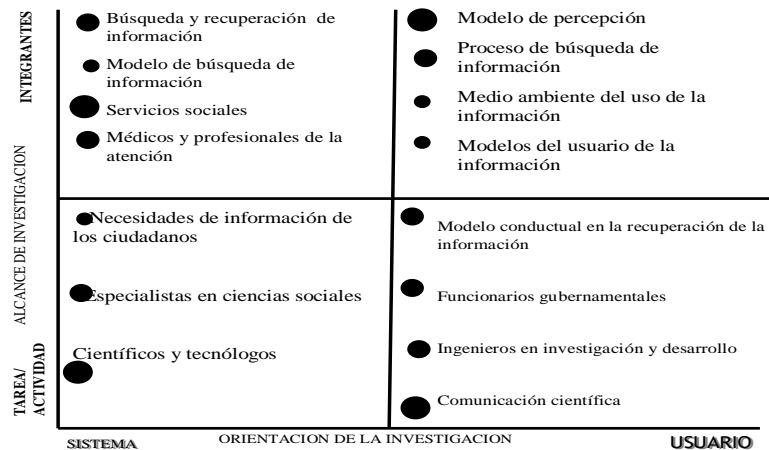 INTEGRANTES
Búsqueda y recuperación de
información
Modelo de búsqueda de
información
Servicios sociales
Médicos y profesionales de la
atención
Modelo de percepción
Proceso de búsqueda de
información
Medio ambiente del uso de la
información
Modelos del usuario de la
información
ALCANCE DE INVESTIGACION
Necesidades de información de
los ciudadanos
Especialistas en ciencias sociales
Científicos y tecnólogos
Modelo conductual en la recuperación de la
información
Funcionarios gubernamentales
Ingenieros en investigación y desarrollo
Comunicación científica
TAREA/
ACTIVIDAD
SISTEMA
ORIENTACION DE LA INVESTIGACION
USUARIO